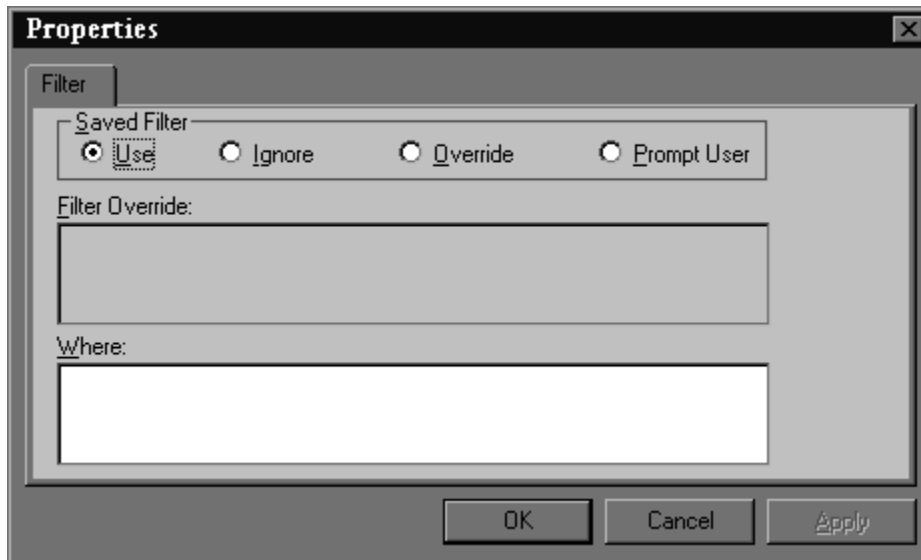 Properties
Filter
Saved Filter
Use Ignore Override Prompt User
Filter Override:
Where:
OK Cancel Apply